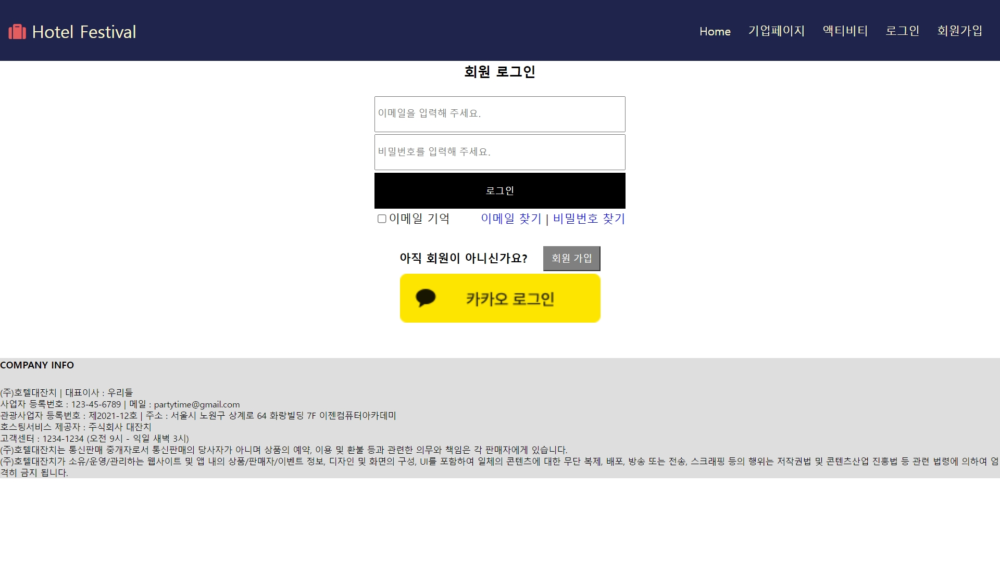 Hotel Festival
Home 기업페이지 액티비티 로그인 회원가입
회원 로그인
이메일을 입력해 주세요.
비밀번호를 입력해 주세요.
로그인
이메일 기억 이메일 찾기 | 비밀번호 찾기
아직 회원이 아니신가요? 회원 가입
카카오 로그인
COMPANY INFO
(주)호텔대잔치 | 대표이사 : 우리들
사업자 등록번호 : 123-45-6789 | 메일 : partytime@gmail.com
관광사업자 등록번호 : 제2021-12호 | 주소 : 서울시 노원구 상계로 64 화랑빌딩 7F 이젠컴퓨터아카데미
호스팅서비스 제공자 : 주식회사 대잔치
고객센터 : 1234-1234 (오전 9시 - 익일 새벽 3시)
(주)호텔대잔치는 통신판매 중개자로서 통신판매의 당사자가 아니며 상품의 예약, 이용 및 환불 등과 관련한 의무와 책임은 각 판매자에게 있습니다.
(주)호텔대잔치가 소유/운영/관리하는 웹사이트 및 앱 내의 상품/판매자/이벤트 정보, 디자인 및 화면의 구성, UI를 포함하여 일체의 콘텐츠에 대한 무단 복제, 배포, 방송 또는 전송, 스크래핑 등의 행위는 저작권법 및 콘텐츠산업 진흥법 등 관련 법령에 의하여 엄
격히 금지 됩니다.